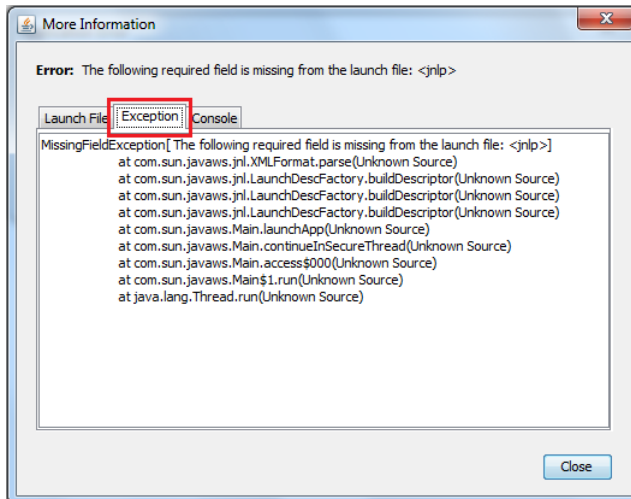 More Information
Error: The following required field is missing from the launch file: <jnlp>
Launch File Exception Console
MissingFieldException[ The following required field is missing from the launch file: <jnlp>]
at com.sun.javaws.jnl.XMLFormat.parse(Unknown Source)
at com.sun.javaws.jnl.LaunchDescFactory.buildDescriptor(Unknown Source)
at com.sun.javaws.jnl.LaunchDescFactory.buildDescriptor(Unknown Source)
at com.sun.javaws.jnl.LaunchDescFactory.buildDescriptor(Unknown Source)
at com.sun.javaws.Main.launchApp(Unknown Source)
at com.sun.javaws.Main.continueInSecureThread(Unknown Source)
at com.sun.javaws.Main.access$000(Unknown Source)
at com.sun.javaws.Main$1.run(Unknown Source)
at java.lang.Thread.run(Unknown Source)
Close